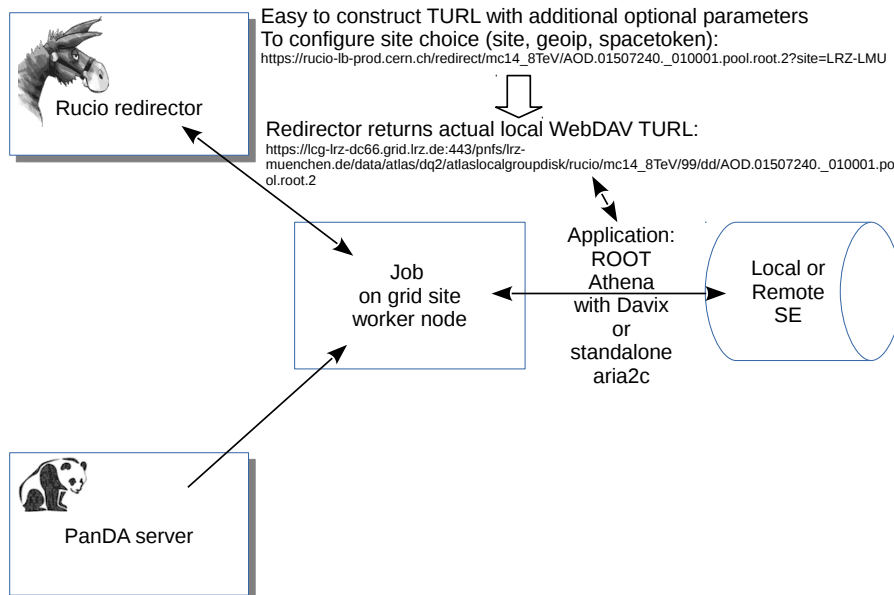 Easy to construct TURL with additional optional parameters
To configure site choice (site, geoip, spacetoken):
https://rucio-lb-prod.cern.ch/redirect/mc14_8TeV/AOD.01507240._010001.pool.root.2?site=LRZ-LMU
Rucio redirector
Redirector returns actual local WebDAV TURL:
https://lcg-lrz-dc66.grid.lrz.de:443/pnfs/lrz-
muenchen.de/data/atlas/dq2/atlaslocalgroupdisk/rucio/mc14_8TeV/99/dd/AOD.01507240._010001.po
ol.root.2
Job
on grid site
worker node
Application:
ROOT
Athena
with Davix
or
standalone
aria2c
Local or
Remote
SE
PanDA server